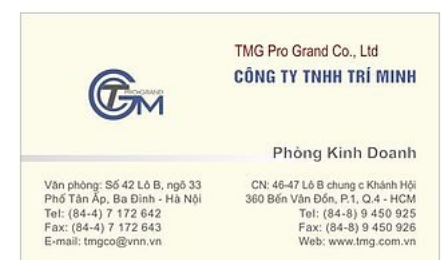 TMG Pro Grand Co., Ltd
CÔNG TY TNHH TRÍ MINH
PRO-GRAND
TGM
Phòng Kinh Doanh
Văn phòng: Số 42 Lô B, ngõ 33
Phố Tân Ấp, Ba Đình - Hà Nội
Tel: (84-4) 7 172 642
Fax: (84-4) 7 172 643
E-mail: tmgco@vnn.vn
CN: 46-47 Lô B chung c Khánh Hội
360 Bến Vân Đồn, P.1, Q.4 - HCM
Tel: (84-8) 9 450 925
Fax: (84-8) 9 450 926
Web: www.tmg.com.vn